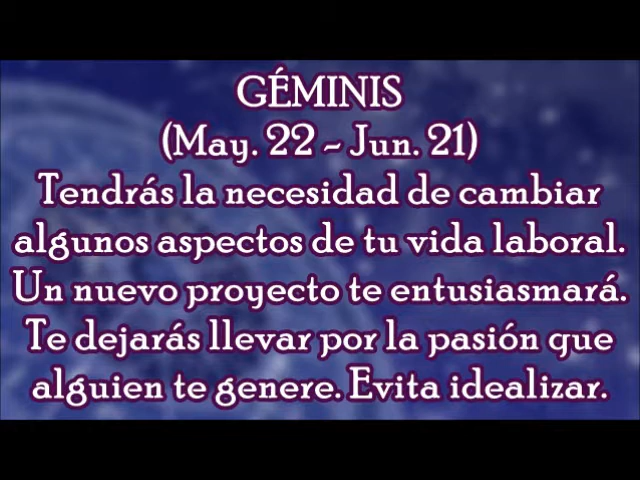 GÉMINIS
(May. 22 - Jun. 21)
Tendrás la necesidad de cambiar
algunos aspectos de tu vida laboral.
Un nuevo proyecto te entusiasmará.
Te dejarás llevar por la pasión que
alguien te genere. Evita idealizar.